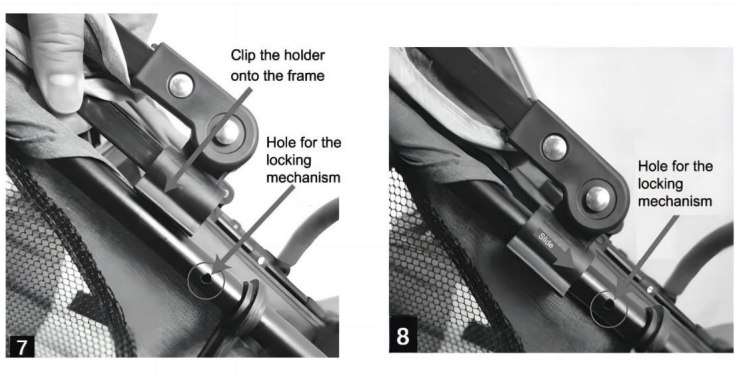 Clip the holder
onto the frame
Hole for the
locking
mechanism
7
Hole for the
locking
mechanism
Slide
8